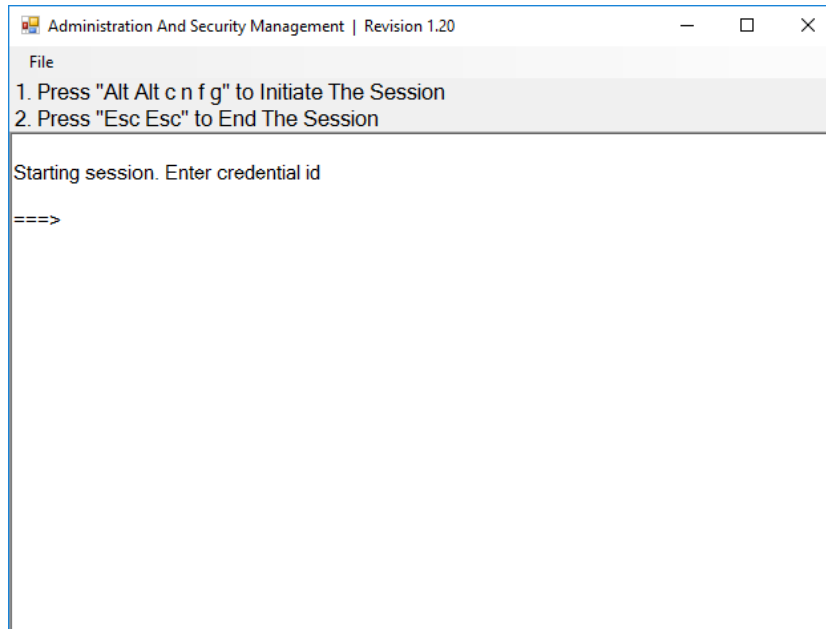 Administration And Security Management | Revision 1.20
File
1. Press "Alt Alt c n f g" to Initiate The Session
2. Press "Esc Esc" to End The Session
Starting session. Enter credential id
===>